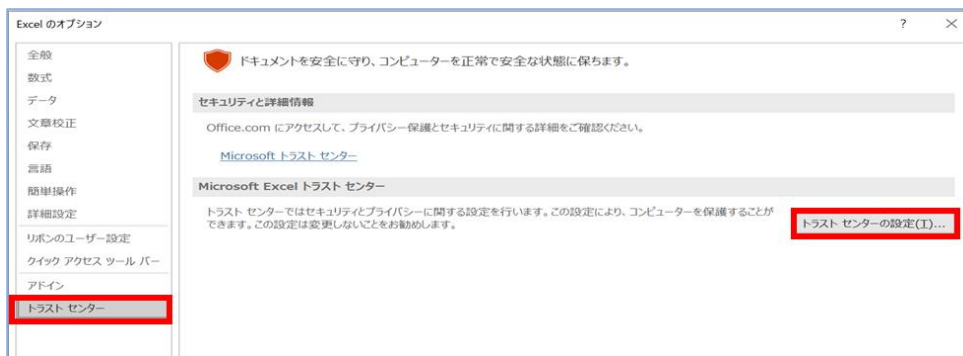 Excel のオプション
?
全般
数式
データ
文章校正
保存
言語
簡単操作
詳細設定
リボンのユーザー設定
クイック アクセス ツール バー
アドイン
トラスト センター
ドキュメントを安全に守り、コンピューターを正常で安全な状態に保ちます。
セキュリティと詳細情報
Office.com にアクセスして、プライバシー保護とセキュリティに関する詳細をご確認ください。
Microsoft トラスト センター
Microsoft Excel トラスト センター
トラスト センターではセキュリティとプライバシーに関する設定を行います。この設定により、コンピューターを保護することが
できます。この設定は変更しないことをお勧めします。
トラスト センターの設定(T)...